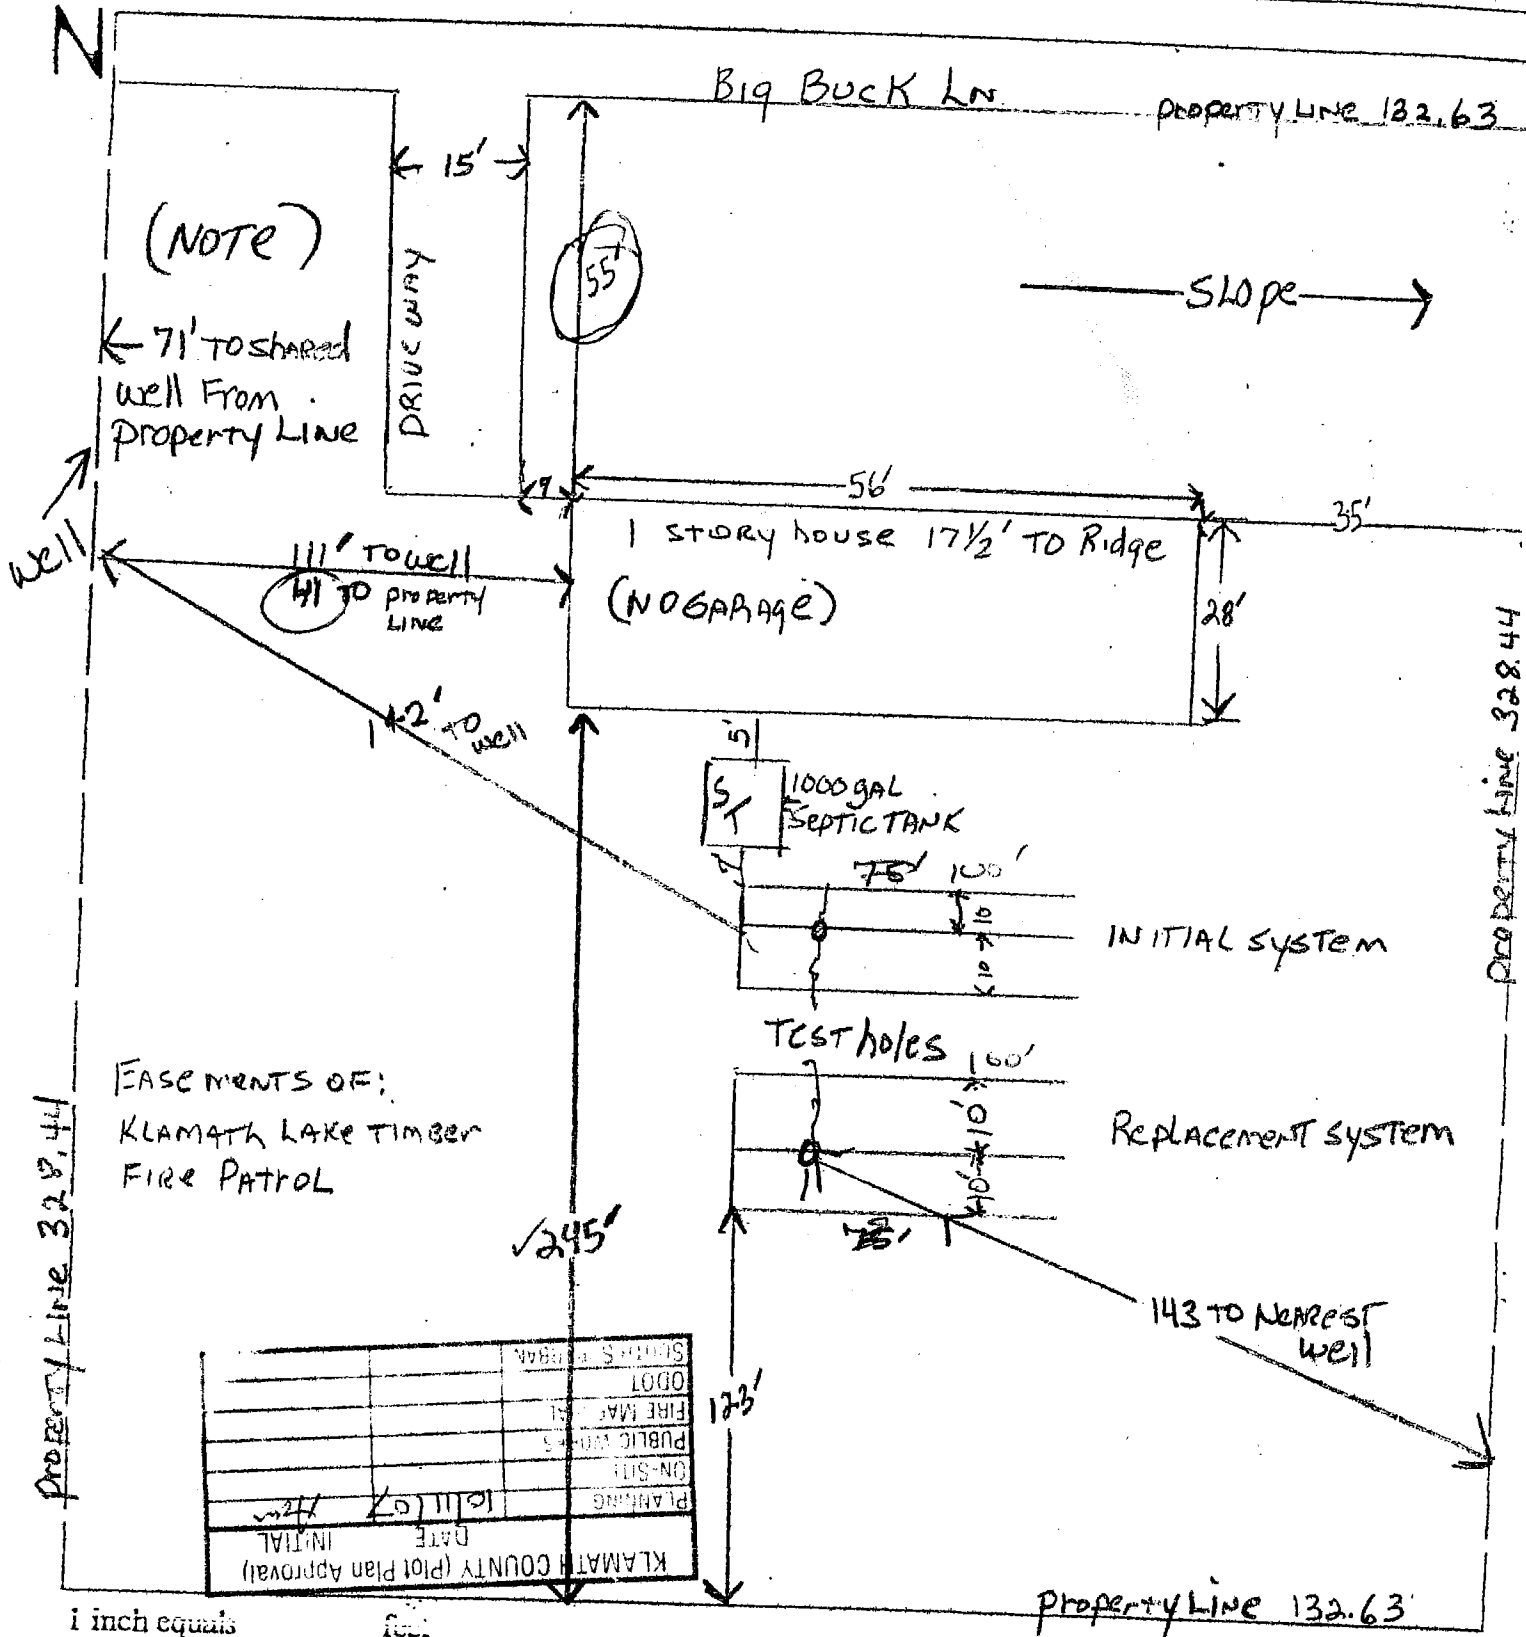 N
Big Buck LN
property Line 132.63
15'
(NOTe)
DRIVEWAY
55'
SLOpe
71' TO shared
well From
property Line
well
9
56'
35'
1 STORY house 17 1/2' TO Ridge
(NO GARAge)
28'
111' TO well
41 TO property
LINE
property Line 328.44
142' TO
well
5'
S/T
1000 gAL
SEPTIC TANK
75' 100'
10
10
INITIAL SYSTEM
TEST holes
100'
10'
10'
Replacement SYSTEM
EASEMENTS OF:
KLAMATH LAKE TIMBER
FIRE PATROL
245'
property LINE 328.44
143 TO NEAREST
well
123'
KLAMATH COUNTY (Plot Plan Approval)
DATE INITIAL
PLANNING 10/11/07
ON-SITE
PUBLIC WORKS
FIRE MARSHAL
ODOT
property Line 132.63'
1 inch equals feet